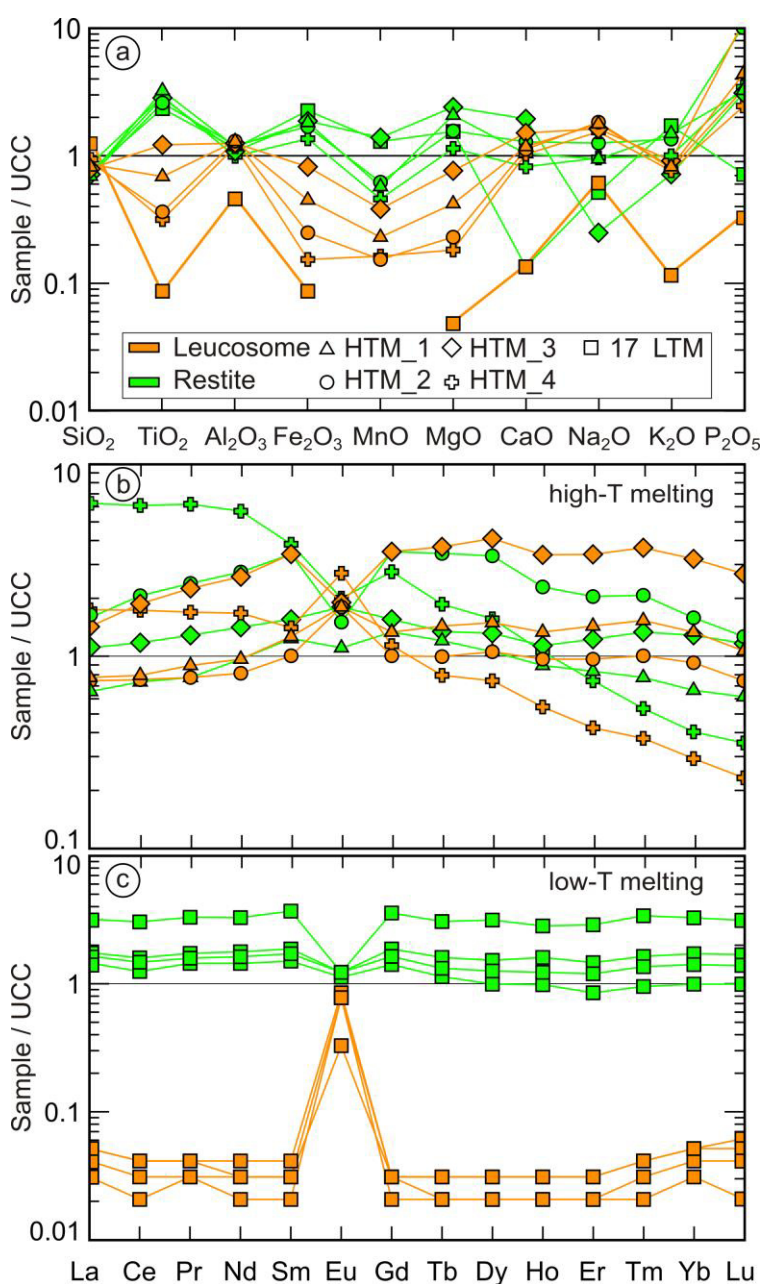 a
10
1
0.1
0.01
Sample / UCC
Leucosome HTM_1 HTM_3 17 LTM
Restite HTM_2 HTM_4
SiO₂ TiO₂ Al₂O₃ Fe₂O₃ MnO MgO CaO Na₂O K₂O P₂O₅
b
high-T melting
10
1
0.1
Sample / UCC
c
low-T melting
10
1
0.1
0.01
Sample / UCC
La Ce Pr Nd Sm Eu Gd Tb Dy Ho Er Tm Yb Lu